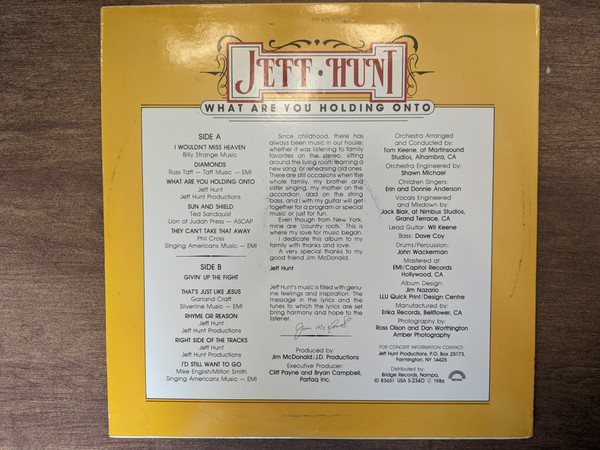 JEFF·HUNT
WHAT ARE YOU HOLDING ONTO
SIDE A
I WOULDN'T MISS HEAVEN
Billy Strange Music
DIAMONDS
Russ Taff — Taff Music — EMI
WHAT ARE YOU HOLDING ONTO
Jeff Hunt
Jeff Hunt Productions
SUN AND SHIELD
Ted Sandquist
Lion of Judah Press — ASCAP
THEY CAN'T TAKE THAT AWAY
Phil Cross
Singing Americans Music — EMI
SIDE B
GIVIN' UP THE FIGHT
THAT'S JUST LIKE JESUS
Garland Craft
Silverline Music — EMI
RHYME OR REASON
Jeff Hunt
Jeff Hunt Productions
RIGHT SIDE OF THE TRACKS
Jeff Hunt
Jeff Hunt Productions
I'D STILL WANT TO GO
Mike English/Milton Smith
Singing Americans Music — EMI
Since childhood, there has
always been music in our house;
whether it was listening to family
favorites on the stereo, sitting
around the living room learning a
new song, or rehearsing old ones.
There are still occasions when the
whole family, my brother and
sister singing, my mother on the
accordion, dad on the string
bass, and I with my guitar will get
together for a program or special
music or just for fun.
Even though from New York,
mine are 'country roots.' This is
where my love for music began.
I dedicate this album to my
family with thanks and love.
A very special thanks to my
good friend Jim McDonald.
Jeff Hunt
Jeff Hunt's music is filled with genu-
ine feelings and inspiration. The
message in the lyrics and the
tunes to which the lyrics are set
bring harmony and hope to the
listener.
Produced by:
Jim McDonald/J.D. Productions
Executive Producer:
Cliff Payne and Bryan Campbell,
Portaq Inc.
Orchestra Arranged
and Conducted by:
Tom Keene, at Martinsound
Studios, Alhambra, CA
Orchestra Engineered by:
Shawn Michael
Children Singers:
Erin and Donnie Anderson
Vocals Engineered
and Mixdown by:
Jack Blair, at Nimbus Studios,
Grand Terrace, CA
Lead Guitar: Wil Keene
Bass: Dave Coy
Drums/Percussion:
John Wackerman
Mastered at:
EMI/Capitol Records
Hollywood, CA
Album Design:
Jim Nazario
LLU Quick Print/Design Centre
Manufactured by:
Erika Records, Bellflower, CA
Photography by:
Ross Olson and Dan Worthington
Amber Photography
FOR CONCERT INFORMATION CONTACT:
Jeff Hunt Productions, P.O. Box 25173,
Farmington, NY 14425
Distributed by:
Bridge Records, Nampa,
© 83651 USA S-2340 ℗ 1986